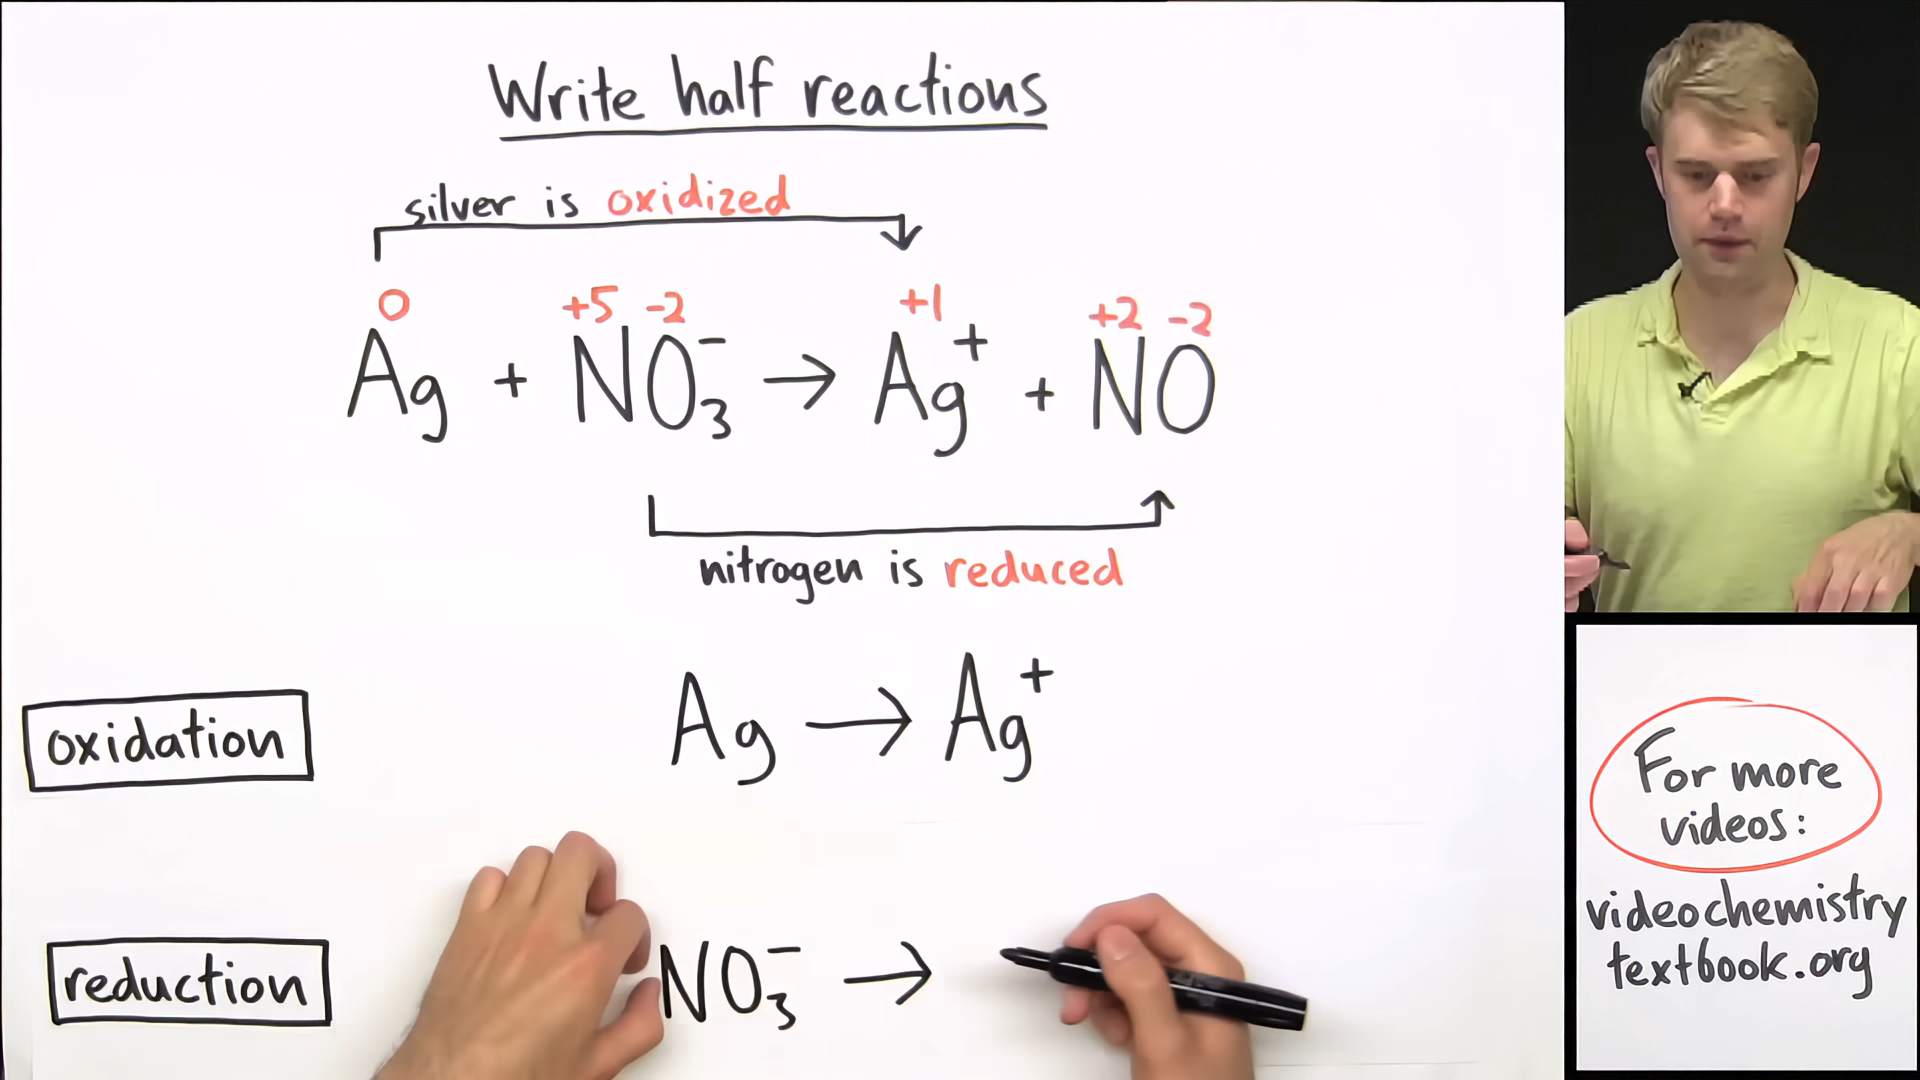 Write half reactions
silver is oxidized
0 +5 -2 +1 +2 -2
Ag + NO₃⁻ → Ag⁺ + NO
nitrogen is reduced
oxidation
Ag → Ag⁺
reduction
NO₃⁻ →
For more
videos:
videochemistry
textbook.org